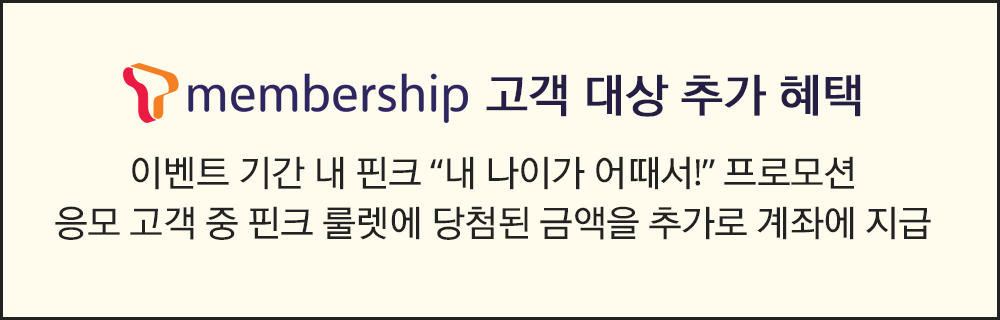 T membership 고객 대상 추가 혜택
이벤트 기간 내 핀크 “내 나이가 어때서!” 프로모션
응모 고객 중 핀크 룰렛에 당첨된 금액을 추가로 계좌에 지급